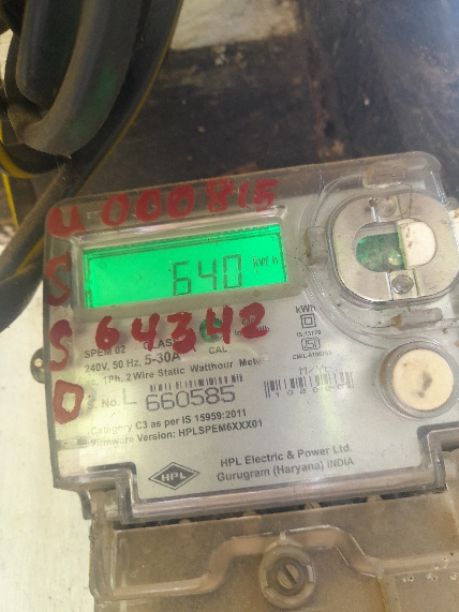 U000815
S
640 kWh
S 64342
kWh
SPEM 02 CLASS
CAL
240V, 50 Hz, 5-30A
1Ph, 2 Wire Static Watthour Meter
O
S. No. L 660585
Category C3 as per IS 15959:2011
Firmware Version: HPLSPEM6XXX01
HPL
HPL Electric & Power Ltd.
Gurugram (Haryana) INDIA